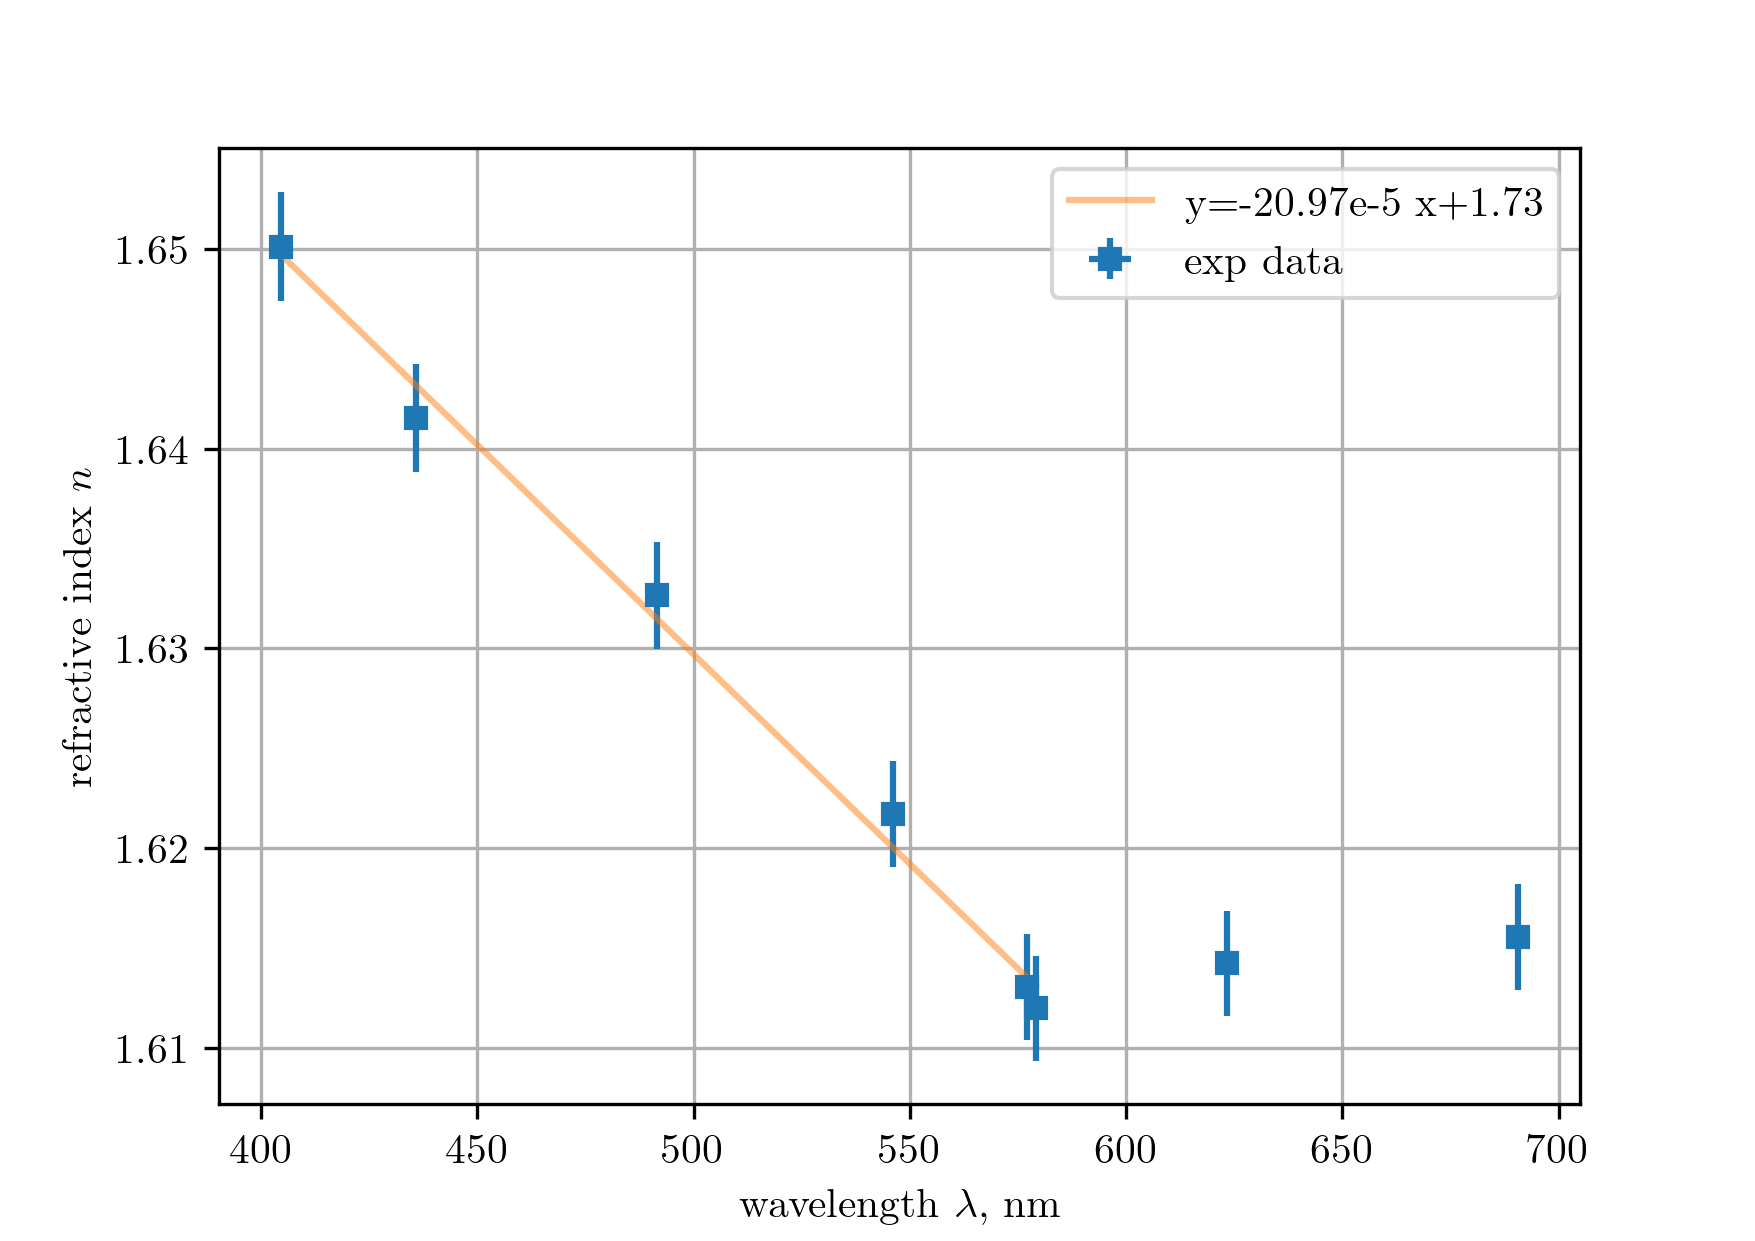 y=-20.97e-5 x+1.73
exp data
1.65
1.64
1.63
1.62
1.61
refractive index n
400 450 500 550 600 650 700
wavelength λ, nm